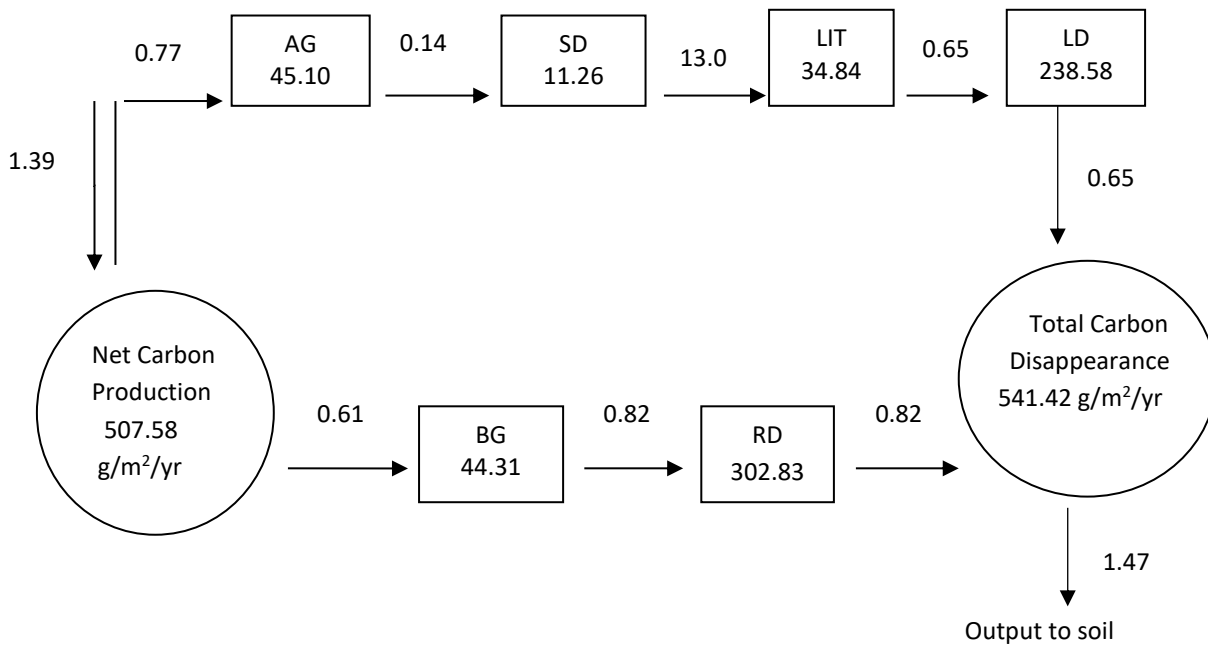 0.77
AG
45.10
0.14
SD
11.26
13.0
LIT
34.84
0.65
LD
238.58
1.39
0.65
Net Carbon
Production
507.58
g/m²/yr
Total Carbon
Disappearance
541.42 g/m²/yr
0.61
BG
44.31
0.82
RD
302.83
0.82
1.47
Output to soil